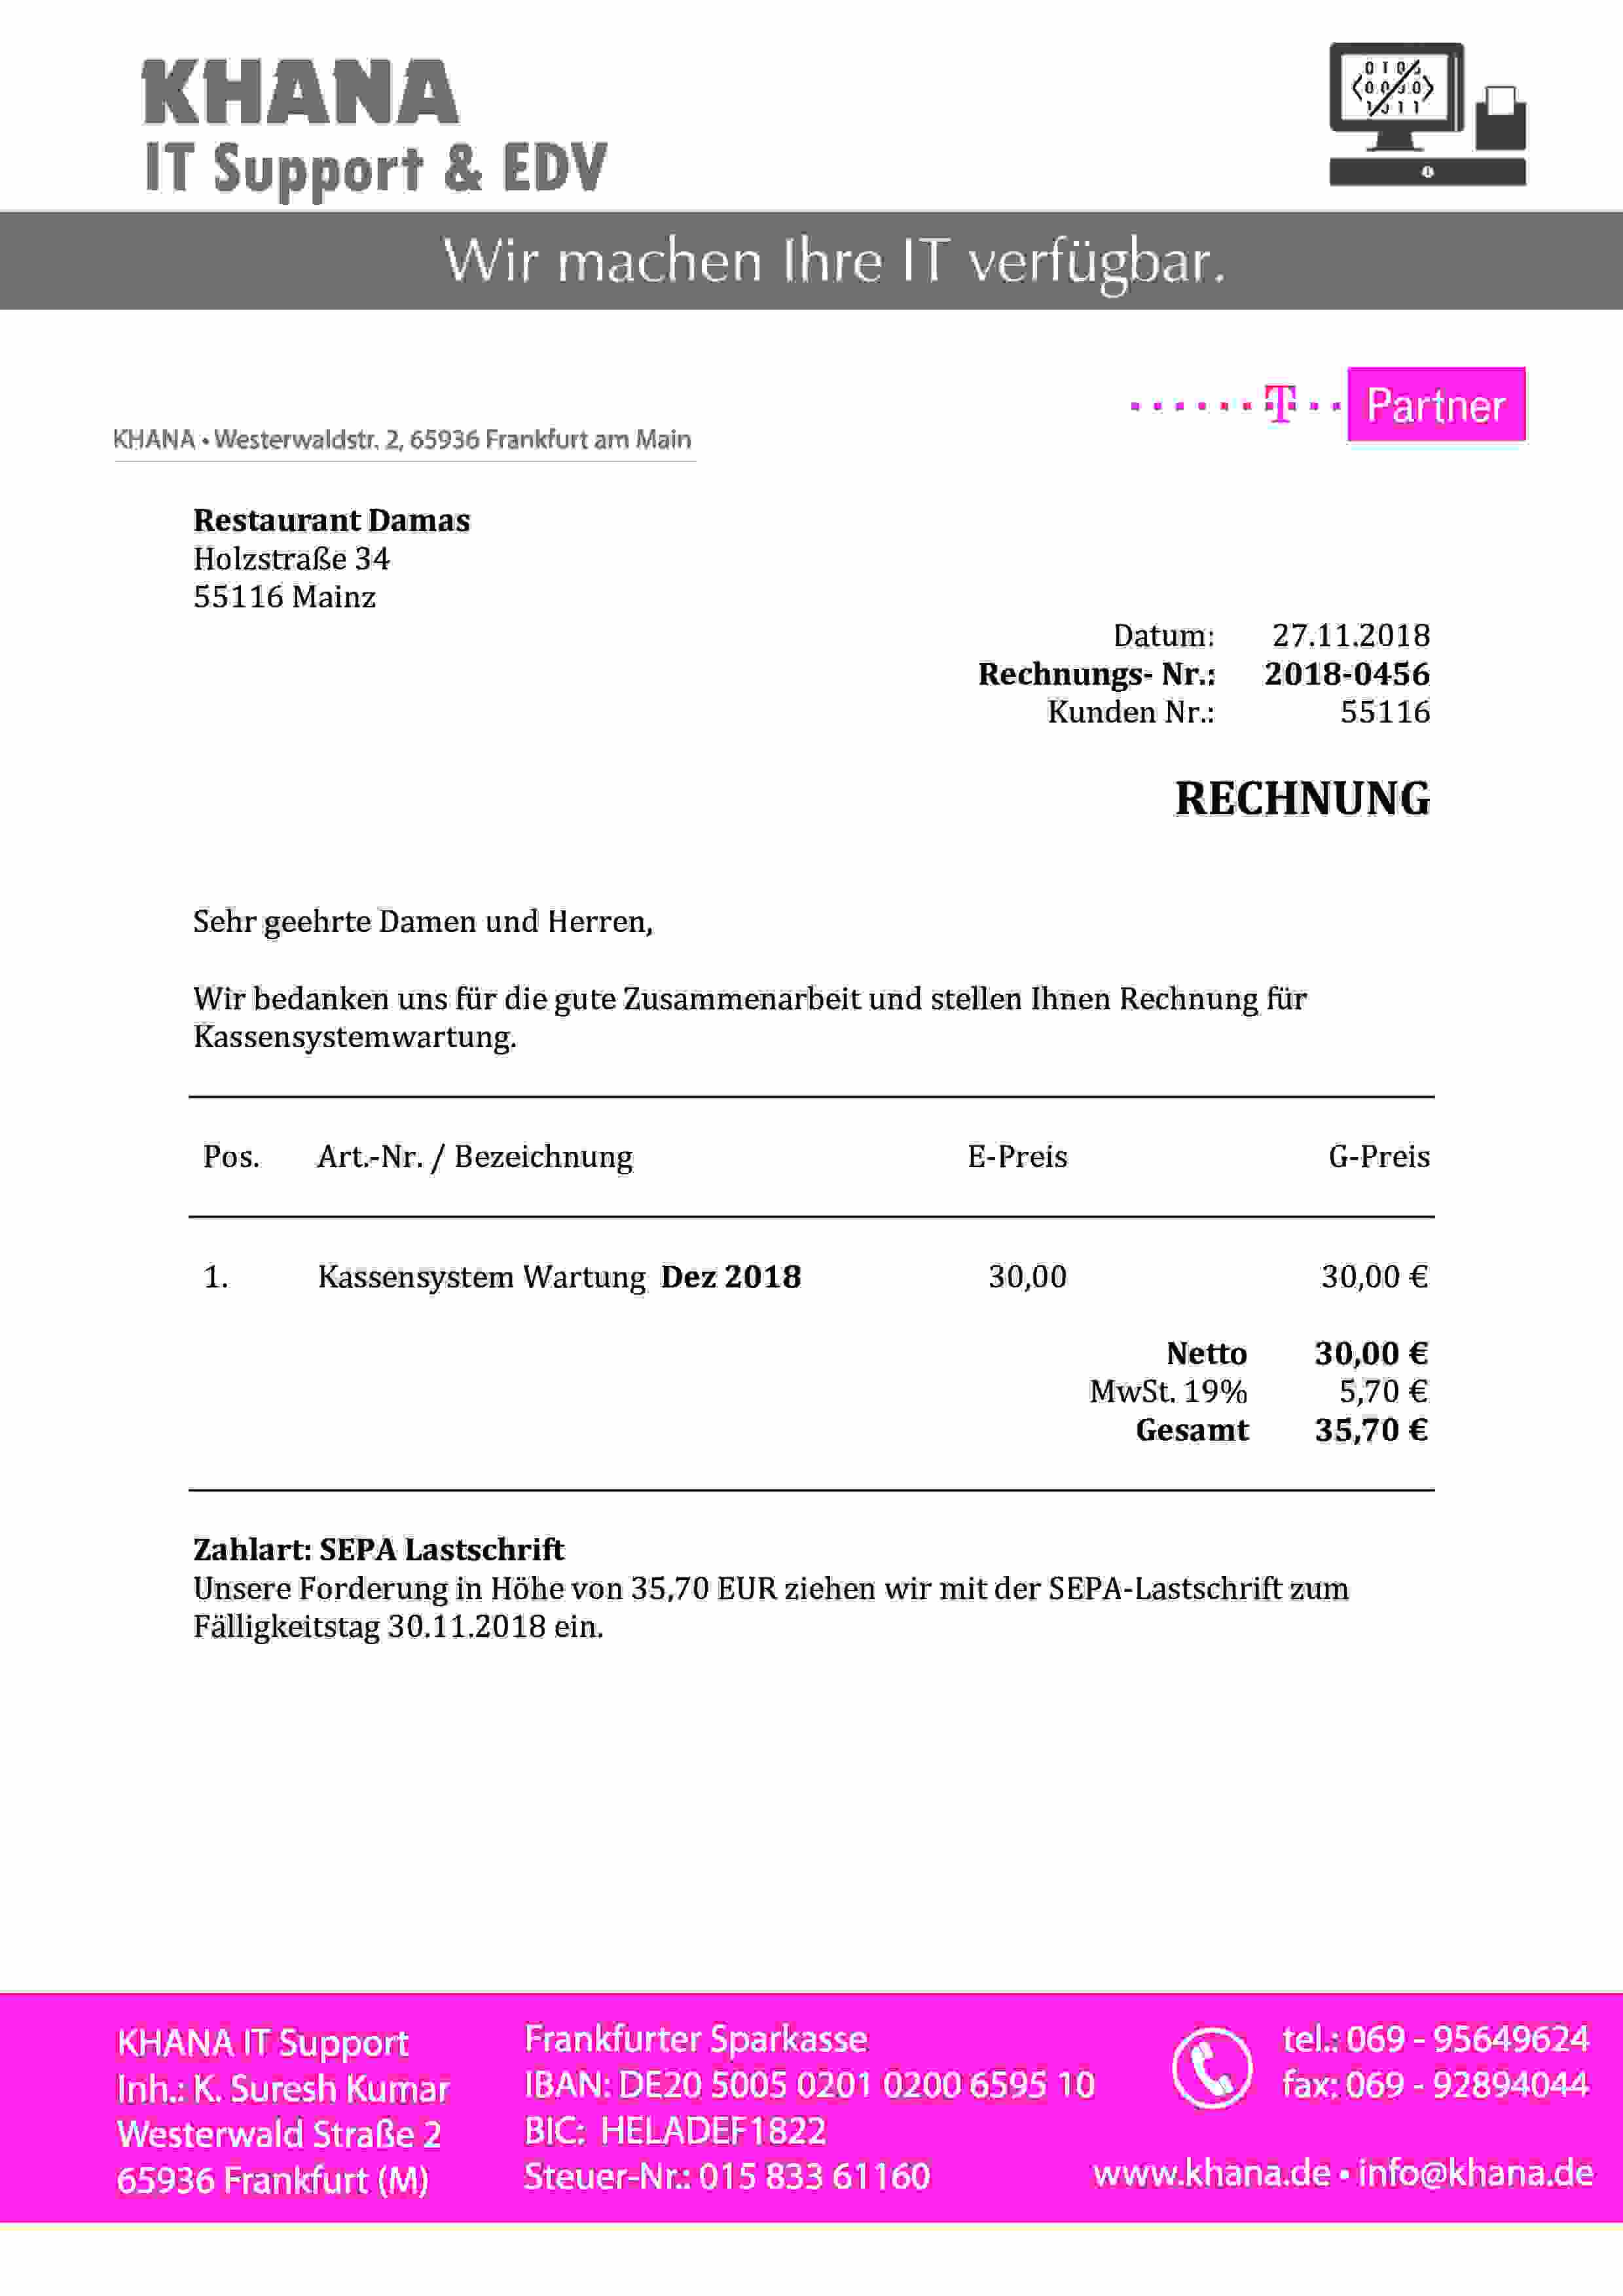 KHANA
IT Support & EDV
Wir machen Ihre IT verfügbar.
T Partner
KHANA • Westerwaldstr. 2, 65936 Frankfurt am Main
Restaurant Damas
Holzstraße 34
55116 Mainz
Datum: 27.11.2018
Rechnungs- Nr.: 2018-0456
Kunden Nr.: 55116
RECHNUNG
Sehr geehrte Damen und Herren,
Wir bedanken uns für die gute Zusammenarbeit und stellen Ihnen Rechnung für
Kassensystemwartung.
Pos. Art.-Nr. / Bezeichnung E-Preis G-Preis
1. Kassensystem Wartung Dez 2018 30,00 30,00 €
Netto 30,00 €
MwSt. 19% 5,70 €
Gesamt 35,70 €
Zahlart: SEPA Lastschrift
Unsere Forderung in Höhe von 35,70 EUR ziehen wir mit der SEPA-Lastschrift zum
Fälligkeitstag 30.11.2018 ein.
KHANA IT Support
Inh.: K. Suresh Kumar
Westerwald Straße 2
65936 Frankfurt (M)
Frankfurter Sparkasse
IBAN: DE20 5005 0201 0200 6595 10
BIC: HELADEF1822
Steuer-Nr.: 015 833 61160
tel.: 069 - 95649624
fax: 069 - 92894044
www.khana.de • info@khana.de